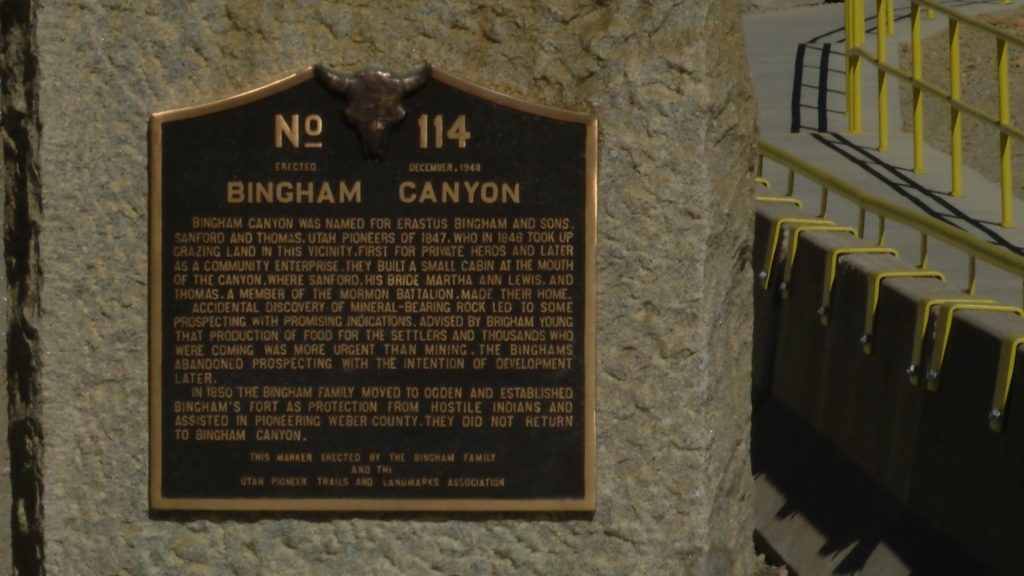 Nº 114
ERECTED DECEMBER, 1948
BINGHAM CANYON
BINGHAM CANYON WAS NAMED FOR ERASTUS BINGHAM AND SONS,
SANFORD AND THOMAS, UTAH PIONEERS OF 1847, WHO IN 1848 TOOK UP
GRAZING LAND IN THIS VICINITY, FIRST FOR PRIVATE HERDS AND LATER
AS A COMMUNITY ENTERPRISE. THEY BUILT A SMALL CABIN AT THE MOUTH
OF THE CANYON, WHERE SANFORD, HIS BRIDE MARTHA ANN LEWIS, AND
THOMAS, A MEMBER OF THE MORMON BATTALION, MADE THEIR HOME.
ACCIDENTAL DISCOVERY OF MINERAL-BEARING ROCK LED TO SOME
PROSPECTING WITH PROMISING INDICATIONS. ADVISED BY BRIGHAM YOUNG
THAT PRODUCTION OF FOOD FOR THE SETTLERS AND THOUSANDS WHO
WERE COMING WAS MORE URGENT THAN MINING, THE BINGHAMS
ABANDONED PROSPECTING WITH THE INTENTION OF DEVELOPMENT
LATER.
IN 1850 THE BINGHAM FAMILY MOVED TO OGDEN AND ESTABLISHED
BINGHAM'S FORT AS PROTECTION FROM HOSTILE INDIANS AND
ASSISTED IN PIONEERING WEBER COUNTY. THEY DID NOT RETURN
TO BINGHAM CANYON.
THIS MARKER ERECTED BY THE BINGHAM FAMILY
AND THE
UTAH PIONEER TRAILS AND LANDMARKS ASSOCIATION